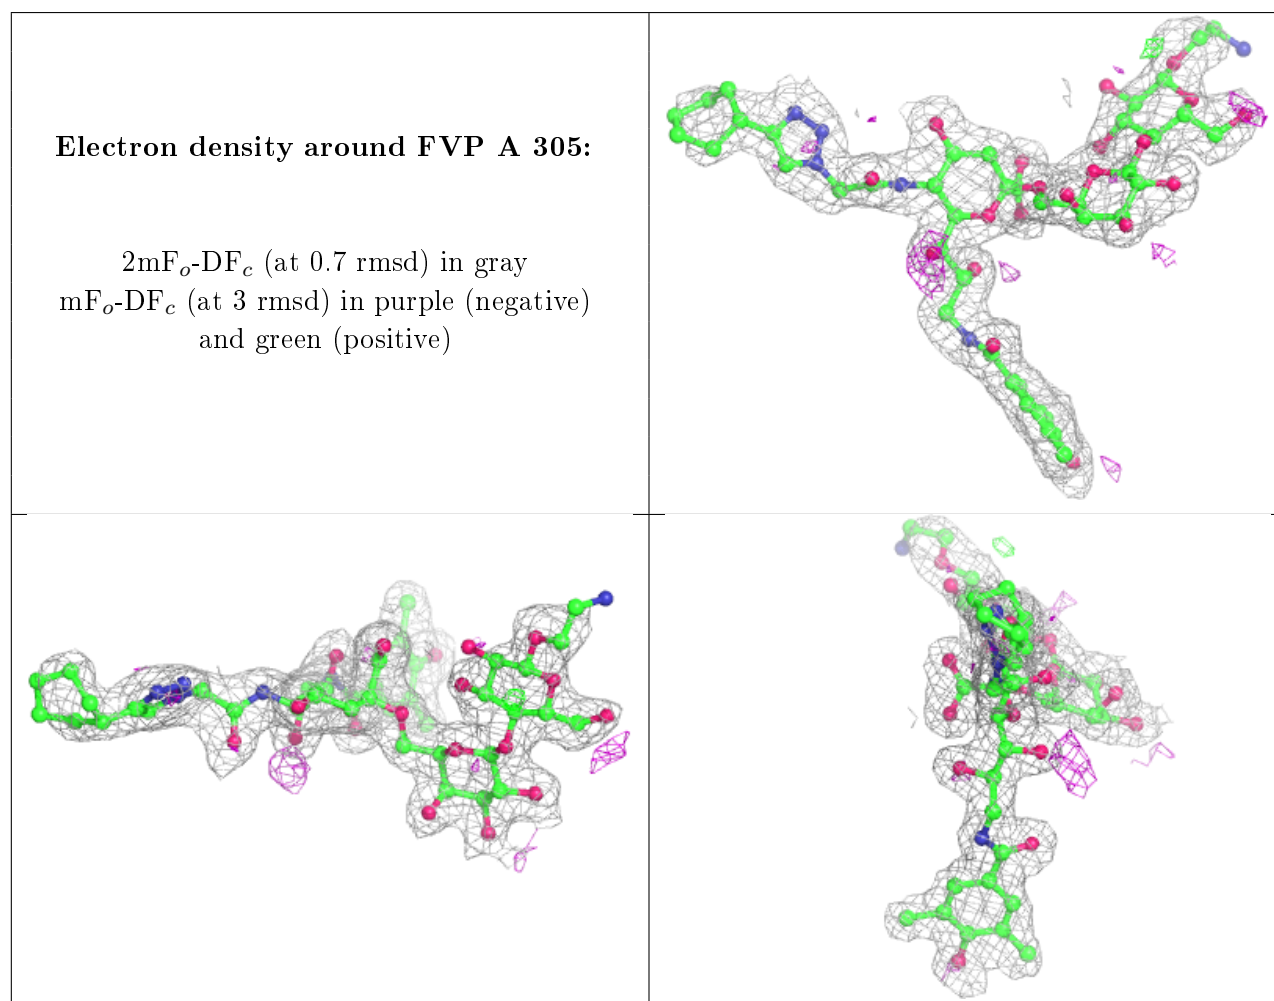 Electron density around FVP A 305:
2mFo-DFc (at 0.7 rmsd) in gray
mFo-DFc (at 3 rmsd) in purple (negative)
and green (positive)